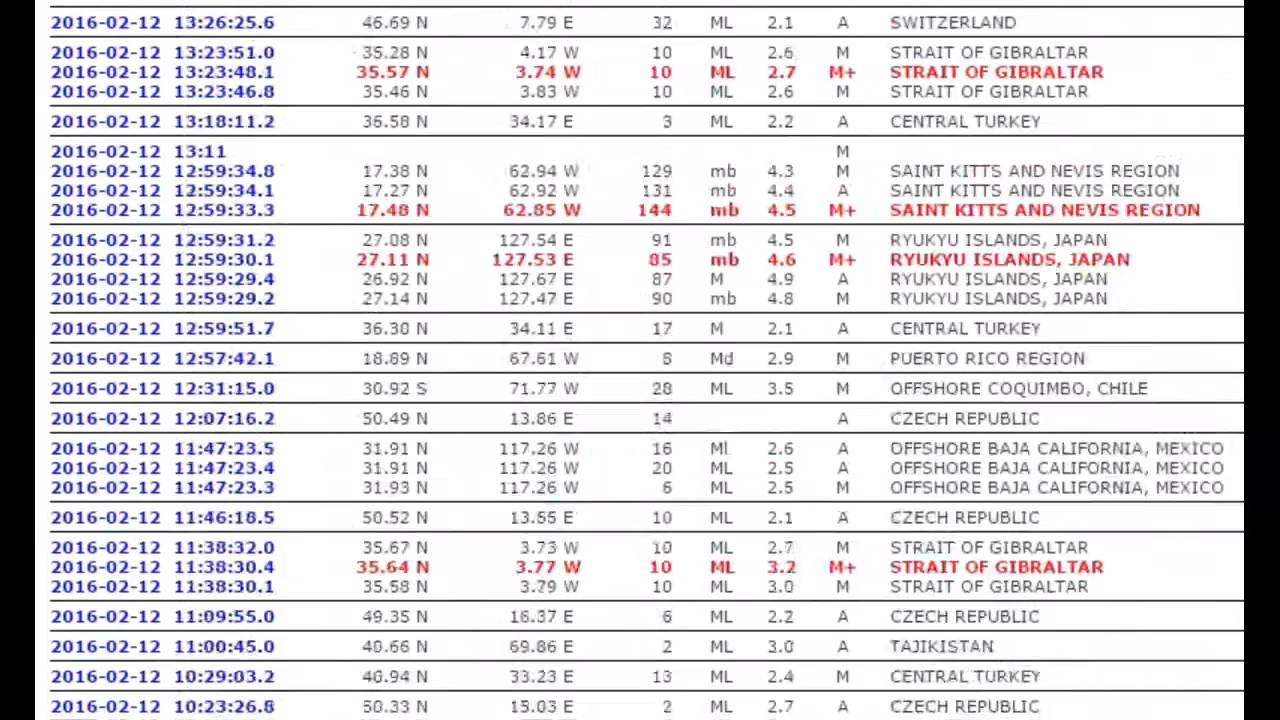 2016-02-12 13:26:25.6 46.69 N 7.79 E 32 ML 2.1 A SWITZERLAND
2016-02-12 13:23:51.0 35.28 N 4.17 W 10 ML 2.6 M STRAIT OF GIBRALTAR
2016-02-12 13:23:48.1 35.57 N 3.74 W 10 ML 2.7 M+ STRAIT OF GIBRALTAR
2016-02-12 13:23:46.8 35.46 N 3.83 W 10 ML 2.6 M STRAIT OF GIBRALTAR
2016-02-12 13:18:11.2 36.58 N 34.17 E 3 ML 2.2 A CENTRAL TURKEY
2016-02-12 13:11 M
2016-02-12 12:59:34.8 17.38 N 62.94 W 129 mb 4.3 M SAINT KITTS AND NEVIS REGION
2016-02-12 12:59:34.1 17.27 N 62.92 W 131 mb 4.4 A SAINT KITTS AND NEVIS REGION
2016-02-12 12:59:33.3 17.48 N 62.85 W 144 mb 4.5 M+ SAINT KITTS AND NEVIS REGION
2016-02-12 12:59:31.2 27.08 N 127.54 E 91 mb 4.5 M RYUKYU ISLANDS, JAPAN
2016-02-12 12:59:30.1 27.11 N 127.53 E 85 mb 4.6 M+ RYUKYU ISLANDS, JAPAN
2016-02-12 12:59:29.4 26.92 N 127.67 E 87 M 4.9 A RYUKYU ISLANDS, JAPAN
2016-02-12 12:59:29.2 27.14 N 127.47 E 90 mb 4.8 M RYUKYU ISLANDS, JAPAN
2016-02-12 12:59:51.7 36.30 N 34.11 E 17 M 2.1 A CENTRAL TURKEY
2016-02-12 12:57:42.1 18.89 N 67.61 W 8 Md 2.9 M PUERTO RICO REGION
2016-02-12 12:31:15.0 30.92 S 71.77 W 28 ML 3.5 M OFFSHORE COQUIMBO, CHILE
2016-02-12 12:07:16.2 50.49 N 13.86 E 14 A CZECH REPUBLIC
2016-02-12 11:47:23.5 31.91 N 117.26 W 16 Ml 2.6 A OFFSHORE BAJA CALIFORNIA, MEXICO
2016-02-12 11:47:23.4 31.91 N 117.26 W 20 ML 2.5 A OFFSHORE BAJA CALIFORNIA, MEXICO
2016-02-12 11:47:23.3 31.93 N 117.26 W 6 ML 2.5 M OFFSHORE BAJA CALIFORNIA, MEXICO
2016-02-12 11:46:18.5 50.52 N 13.55 E 10 ML 2.1 A CZECH REPUBLIC
2016-02-12 11:38:32.0 35.67 N 3.73 W 10 ML 2.7 M STRAIT OF GIBRALTAR
2016-02-12 11:38:30.4 35.64 N 3.77 W 10 ML 3.2 M+ STRAIT OF GIBRALTAR
2016-02-12 11:38:30.1 35.58 N 3.79 W 10 ML 3.0 M STRAIT OF GIBRALTAR
2016-02-12 11:09:55.0 49.35 N 16.37 E 6 ML 2.2 A CZECH REPUBLIC
2016-02-12 11:00:45.0 40.66 N 69.86 E 2 ML 3.0 A TAJIKISTAN
2016-02-12 10:29:03.2 40.94 N 33.23 E 13 ML 2.4 M CENTRAL TURKEY
2016-02-12 10:23:26.8 50.33 N 15.03 E 2 ML 2.7 A CZECH REPUBLIC